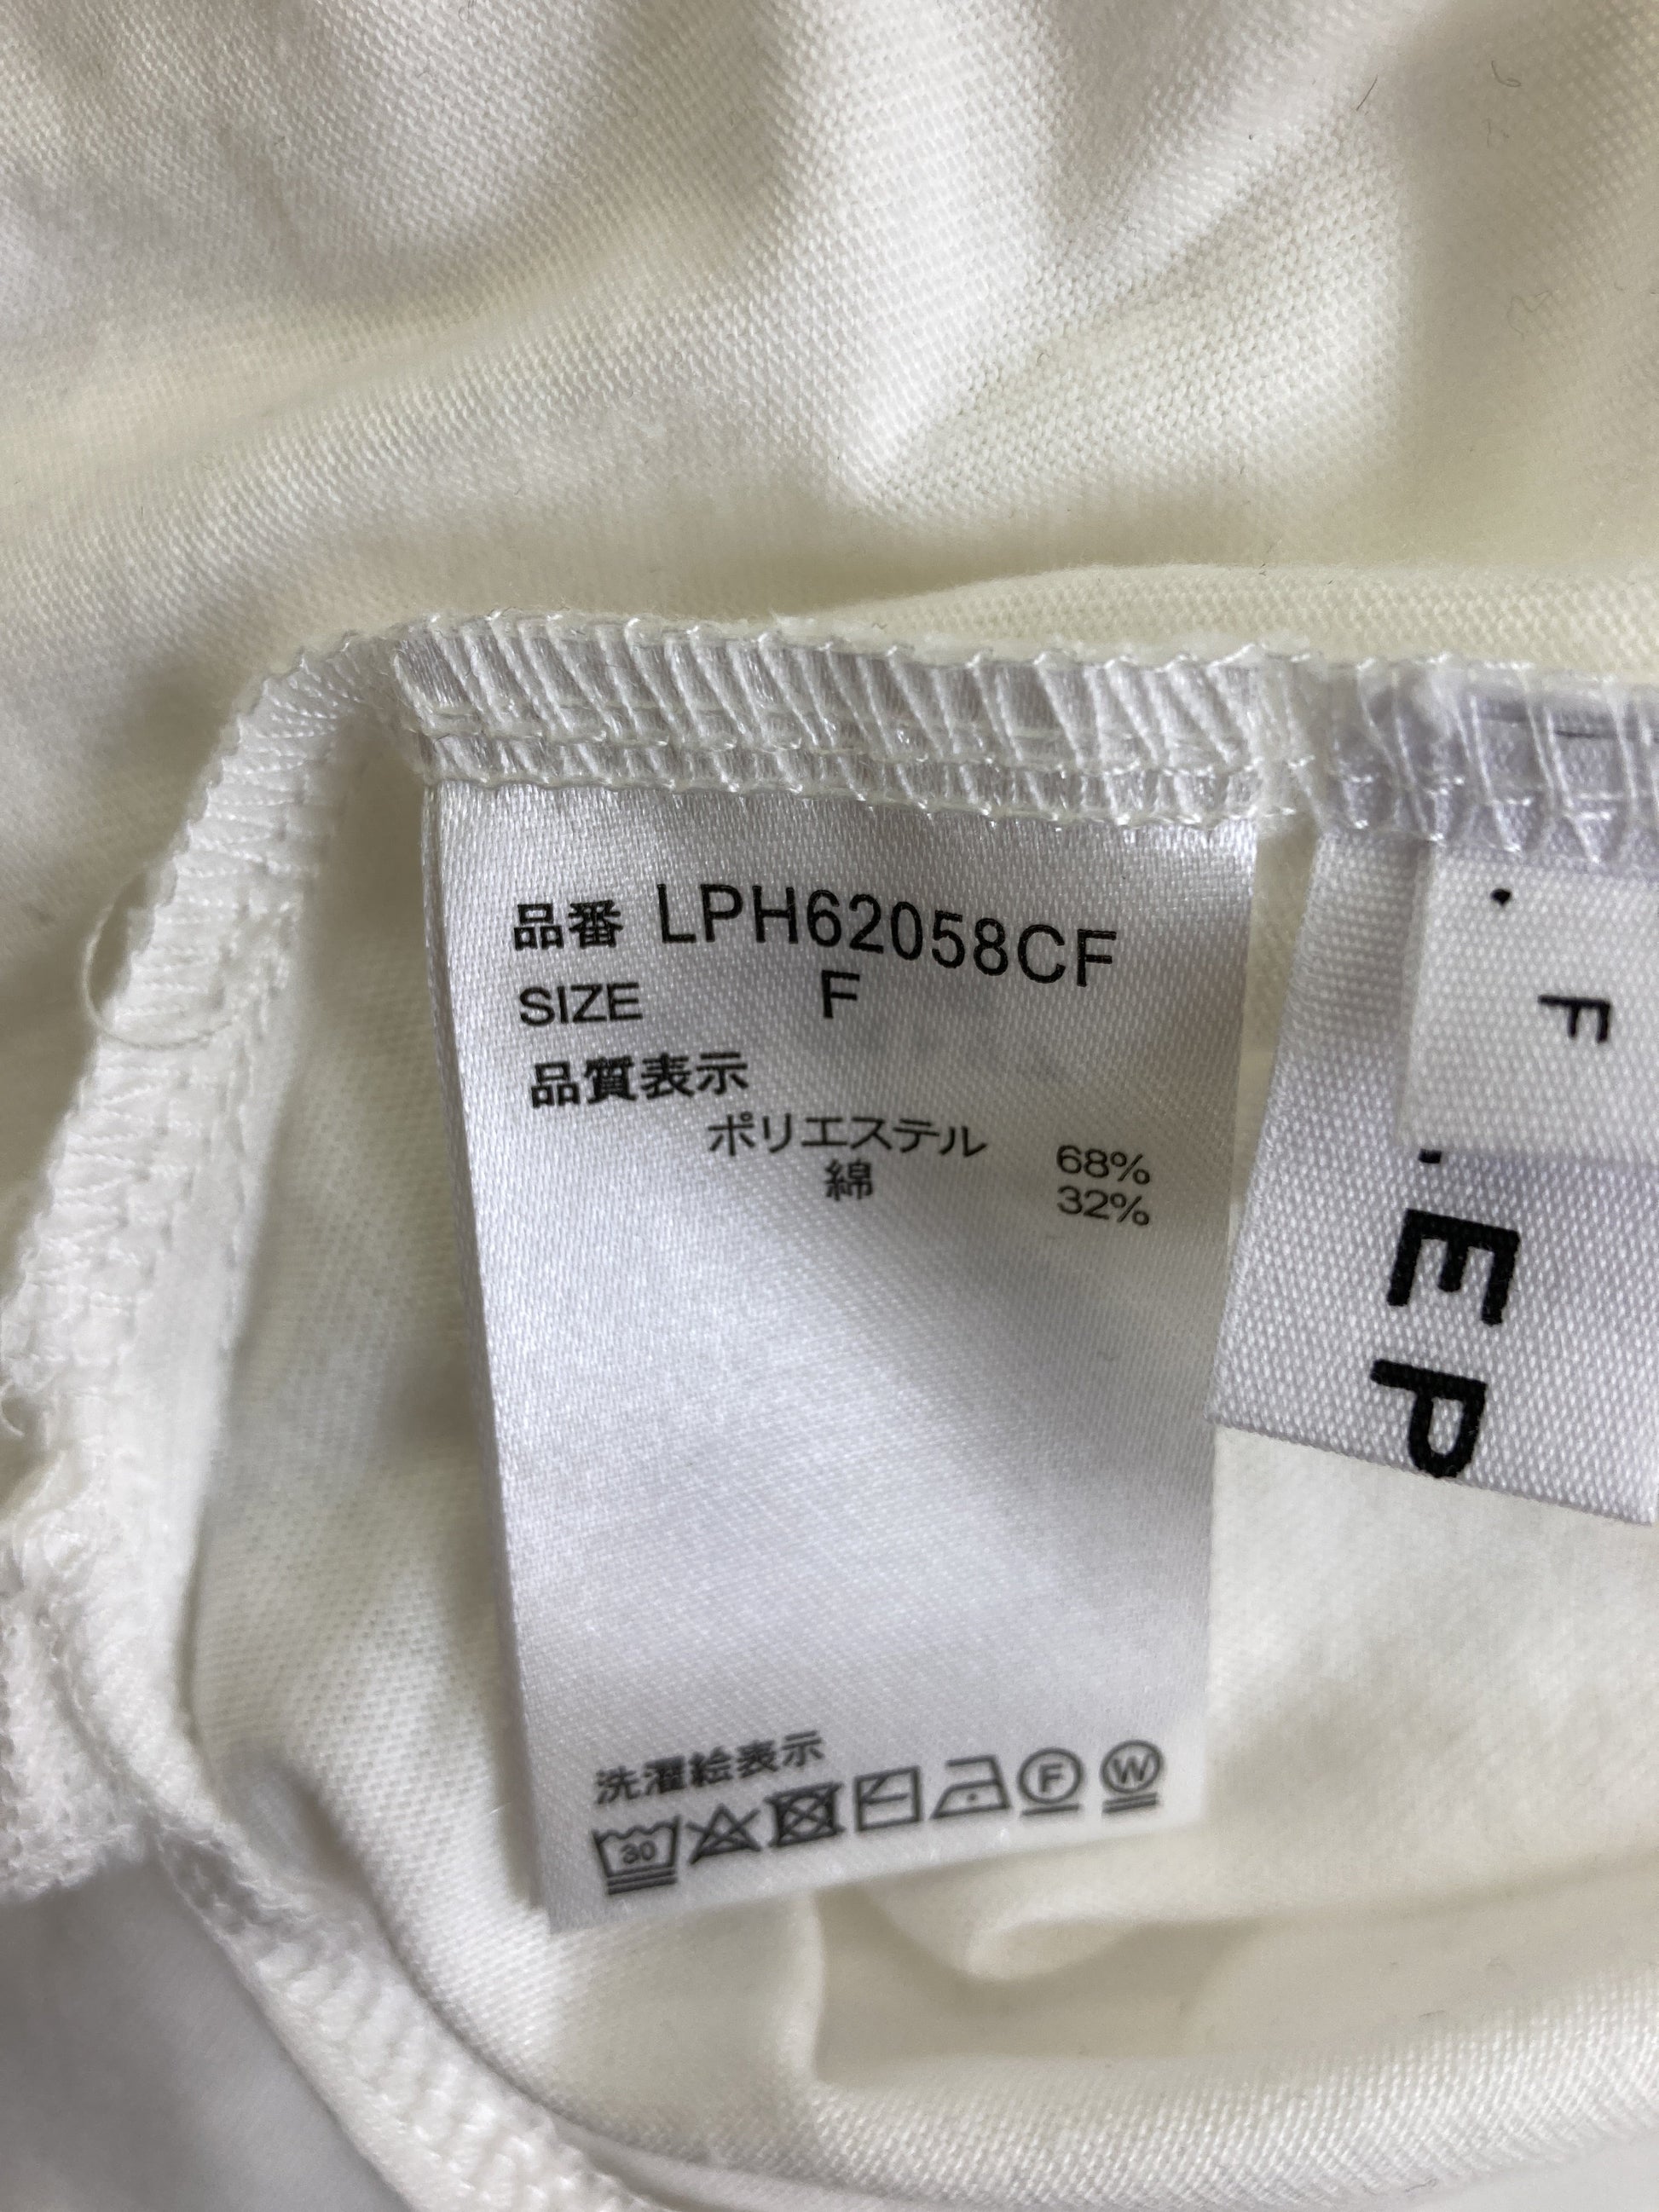 品番 LPH62058CF
SIZE F
品質表示
ポリエステル 68%
綿 32%
洗濯絵表示
30
F
W
F
EP